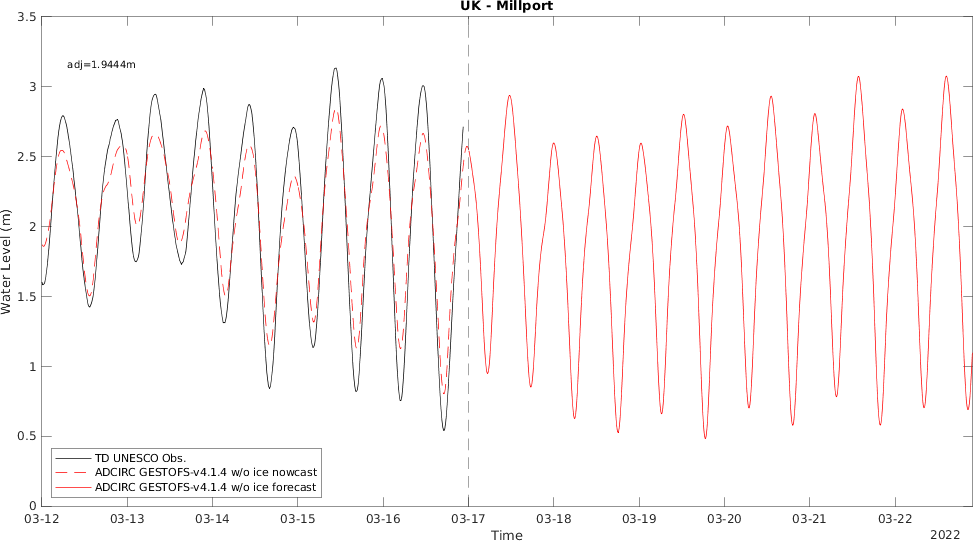 UK - Millport
3.5
adj=1.9444m
3
2.5
2
1.5
1
0.5
0
Water Level (m)
TD UNESCO Obs.
ADCIRC GESTOFS-v4.1.4 w/o ice nowcast
ADCIRC GESTOFS-v4.1.4 w/o ice forecast
03-12 03-13 03-14 03-15 03-16 03-17 03-18 03-19 03-20 03-21 03-22
Time
2022